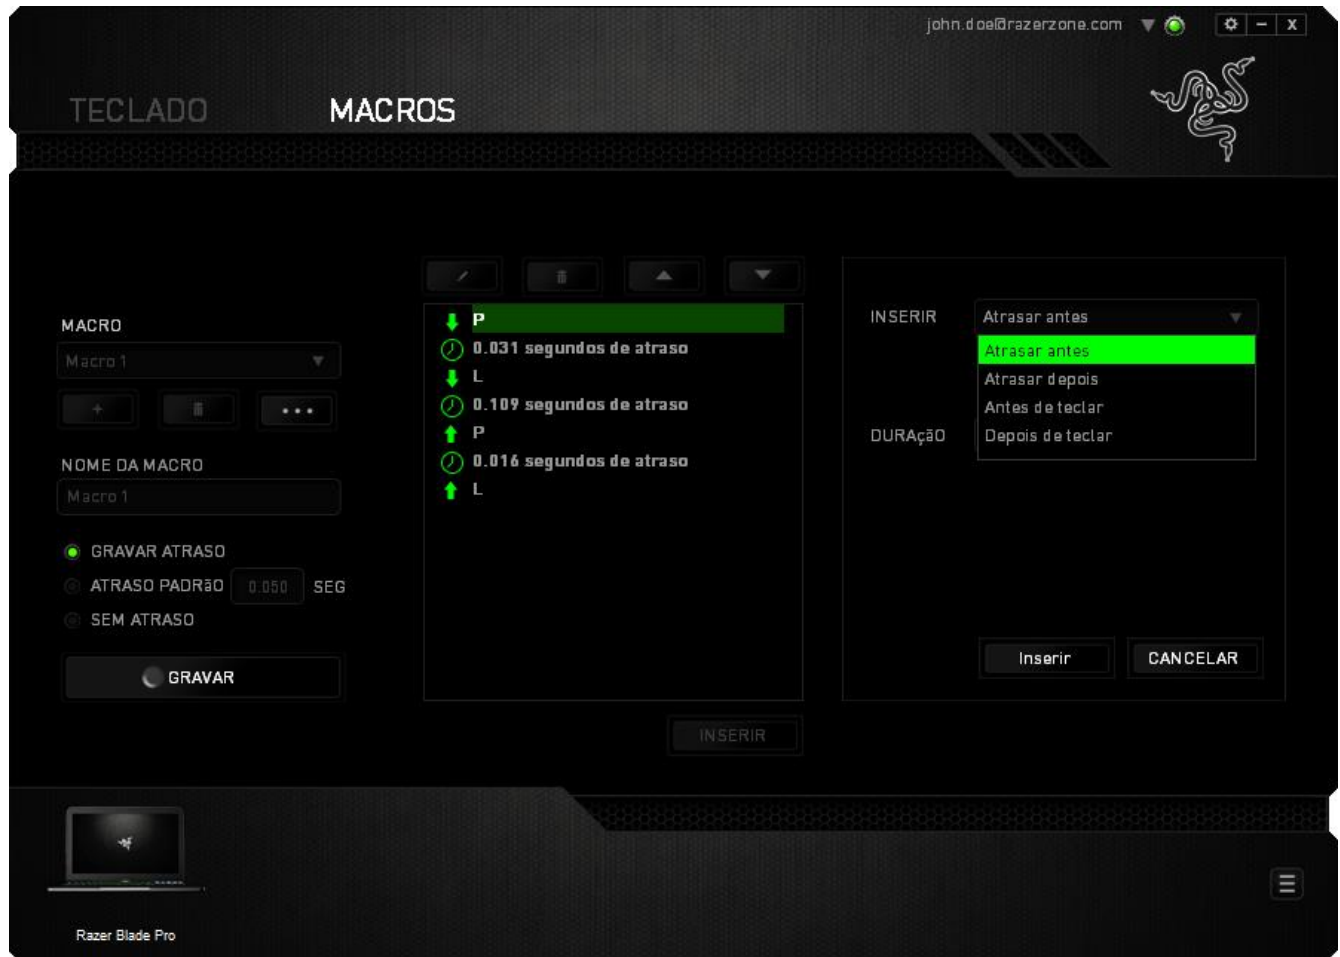 john.doe@razerzone.com
TECLADO
MACROS
MACRO
Macro 1
NOME DA MACRO
Macro 1
GRAVAR ATRASO
ATRASO PADRãO 0.050 SEG
SEM ATRASO
GRAVAR
P
0.031 segundos de atraso
L
0.109 segundos de atraso
P
0.016 segundos de atraso
L
INSERIR
INSERIR Atrasar antes
Atrasar antes
Atrasar depois
Antes de teclar
Depois de teclar
DURAçãO
Inserir
CANCELAR
Razer Blade Pro